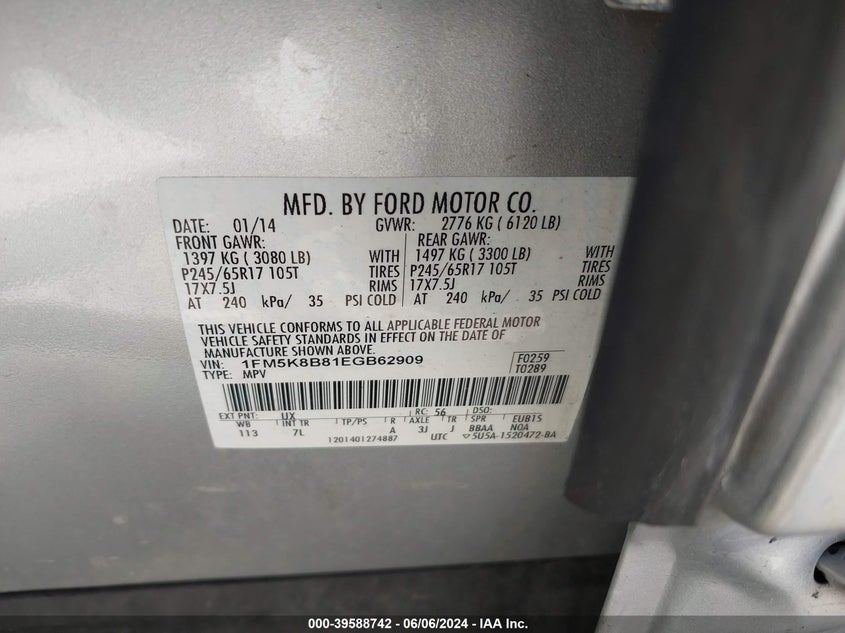 MFD. BY FORD MOTOR CO.
DATE: 01/14 GVWR: 2776 KG ( 6120 LB)
FRONT GAWR: REAR GAWR:
1397 KG ( 3080 LB) WITH 1497 KG ( 3300 LB) WITH
P245/65R17 105T TIRES P245/65R17 105T TIRES
17X7.5J RIMS 17X7.5J RIMS
AT 240 kPa/ 35 PSI COLD AT 240 kPa/ 35 PSI COLD
THIS VEHICLE CONFORMS TO ALL APPLICABLE FEDERAL MOTOR
VEHICLE SAFETY STANDARDS IN EFFECT ON THE DATE OF
MANUFACTURE SHOWN ABOVE.
VIN: 1FM5K8B81EGB62909 F0259
TYPE: MPV T0289
EXT PNT: UX RC: 56 DSO:
WB INT TR TP/PS R AXLE TR SPR EUB15
113 7L A 3J J BBAA N0A
1201401274887 UTC 5U5A-1520472-BA
000-39588742 - 06/06/2024 - IAA Inc.